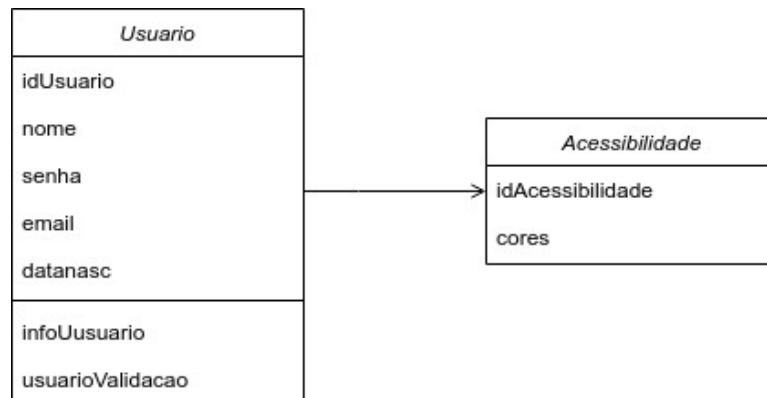 Usuario
idUsuario
nome
senha
email
datanasc
infoUusuario
usuarioValidacao
Acessibilidade
idAcessibilidade
cores